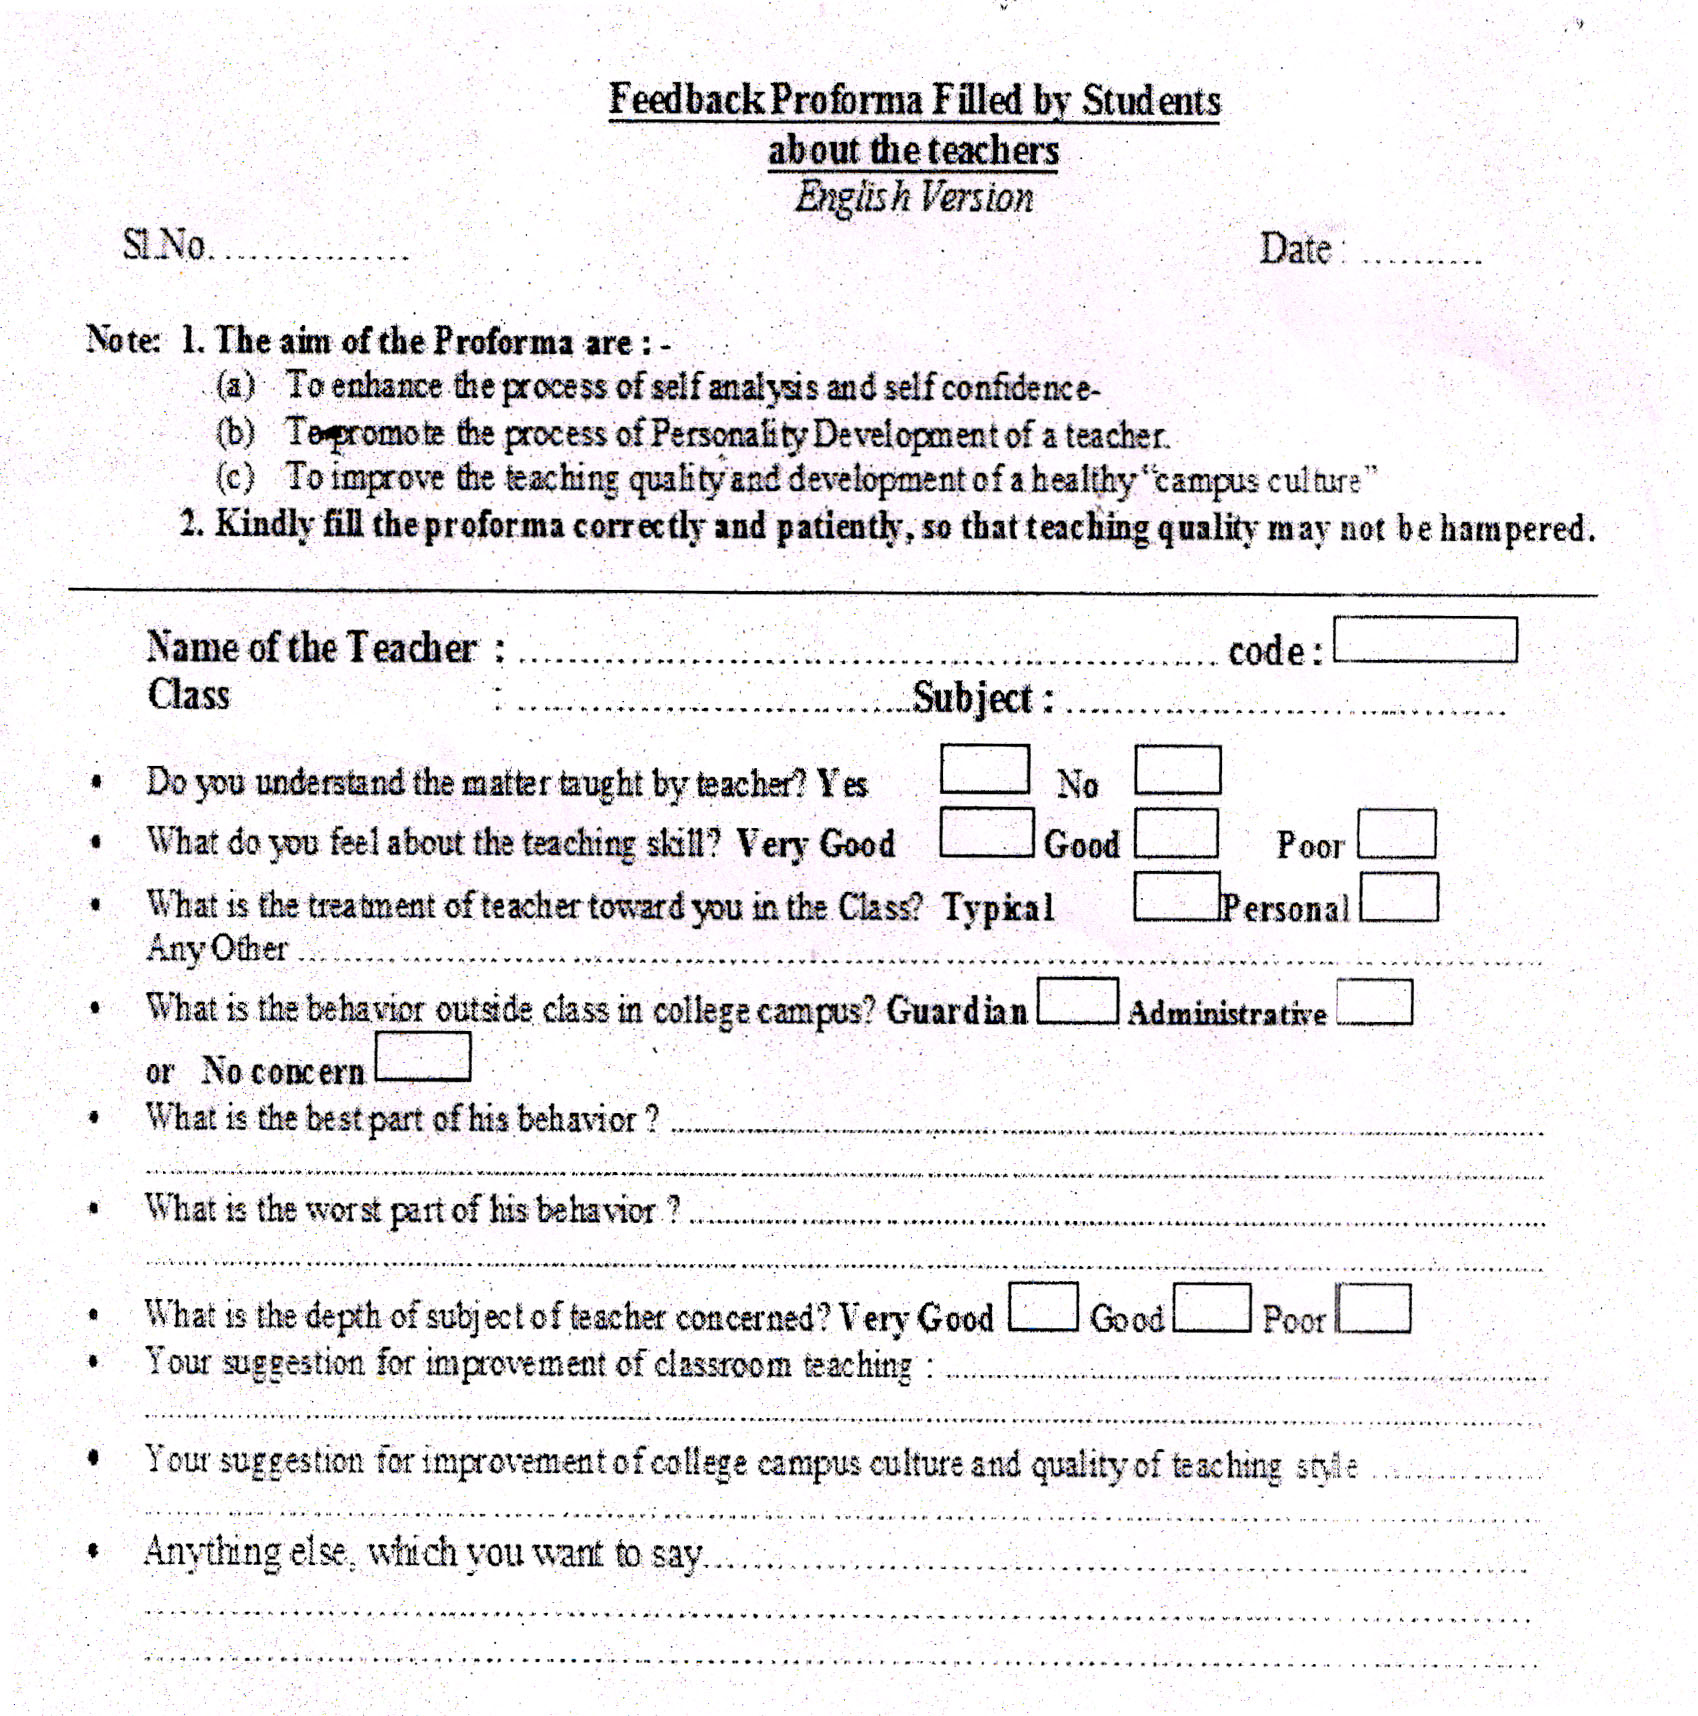 Feedback Proforma Filled by Students
about the teachers
English Version
Sl.No. ................ Date : ..........
Note: 1. The aim of the Proforma are : -
(a) To enhance the process of self analysis and self confidence-
(b) To promote the process of Personality Development of a teacher.
(c) To improve the teaching quality and development of a healthy “campus culture”
2. Kindly fill the proforma correctly and patiently, so that teaching quality may not be hampered.
Name of the Teacher : ........................................ code :
Class : ........................................ Subject : ........................................
• Do you understand the matter taught by teacher? Yes No
• What do you feel about the teaching skill? Very Good Good Poor
• What is the treatment of teacher toward you in the Class? Typical Personal
Any Other ........................................
• What is the behavior outside class in college campus? Guardian Administrative
or No concern
• What is the best part of his behavior ? ........................................
........................................
• What is the worst part of his behavior ? ........................................
........................................
• What is the depth of subject of teacher concerned? Very Good Good Poor
• Your suggestion for improvement of classroom teaching : ........................................
........................................
• Your suggestion for improvement of college campus culture and quality of teaching style ................
........................................
• Anything else, which you want to say........................................
........................................
........................................